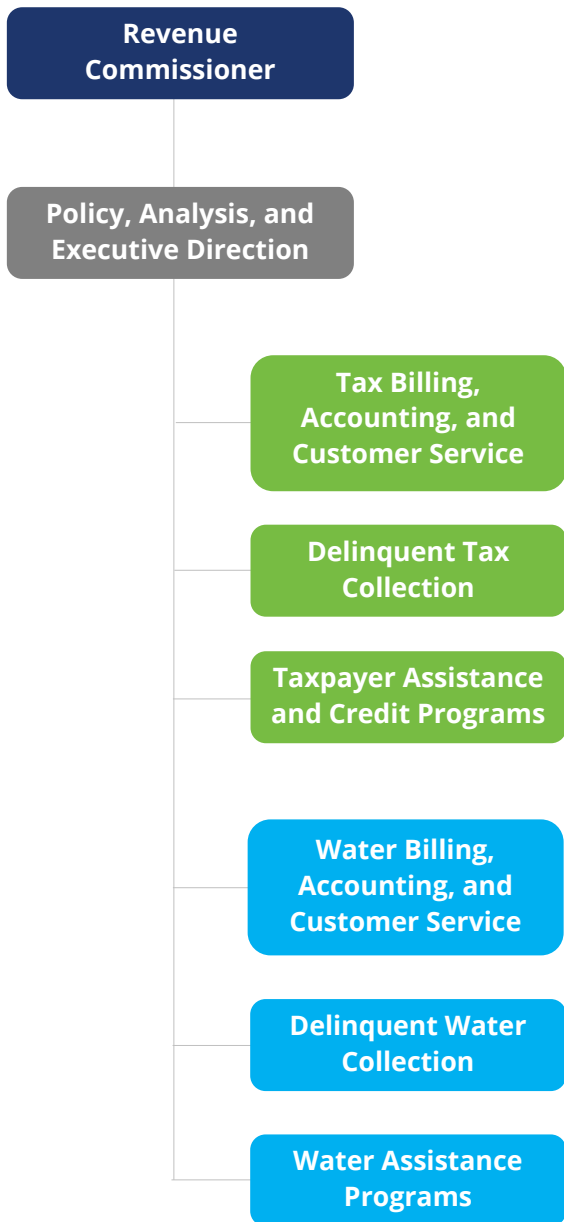 Revenue
Commissioner
Policy, Analysis, and
Executive Direction
Tax Billing,
Accounting, and
Customer Service
Delinquent Tax
Collection
Taxpayer Assistance
and Credit Programs
Water Billing,
Accounting, and
Customer Service
Delinquent Water
Collection
Water Assistance
Programs